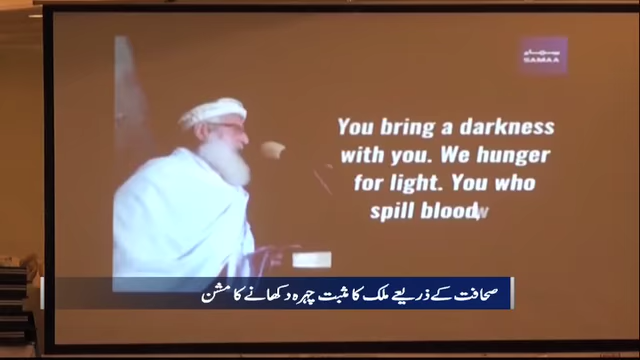 سماء
SAMAA
You bring a darkness
with you. We hunger
for light. You who
spill blood,
صحافت کے ذریعے ملک کا مثبت چہرہ دکھانے کا مشن